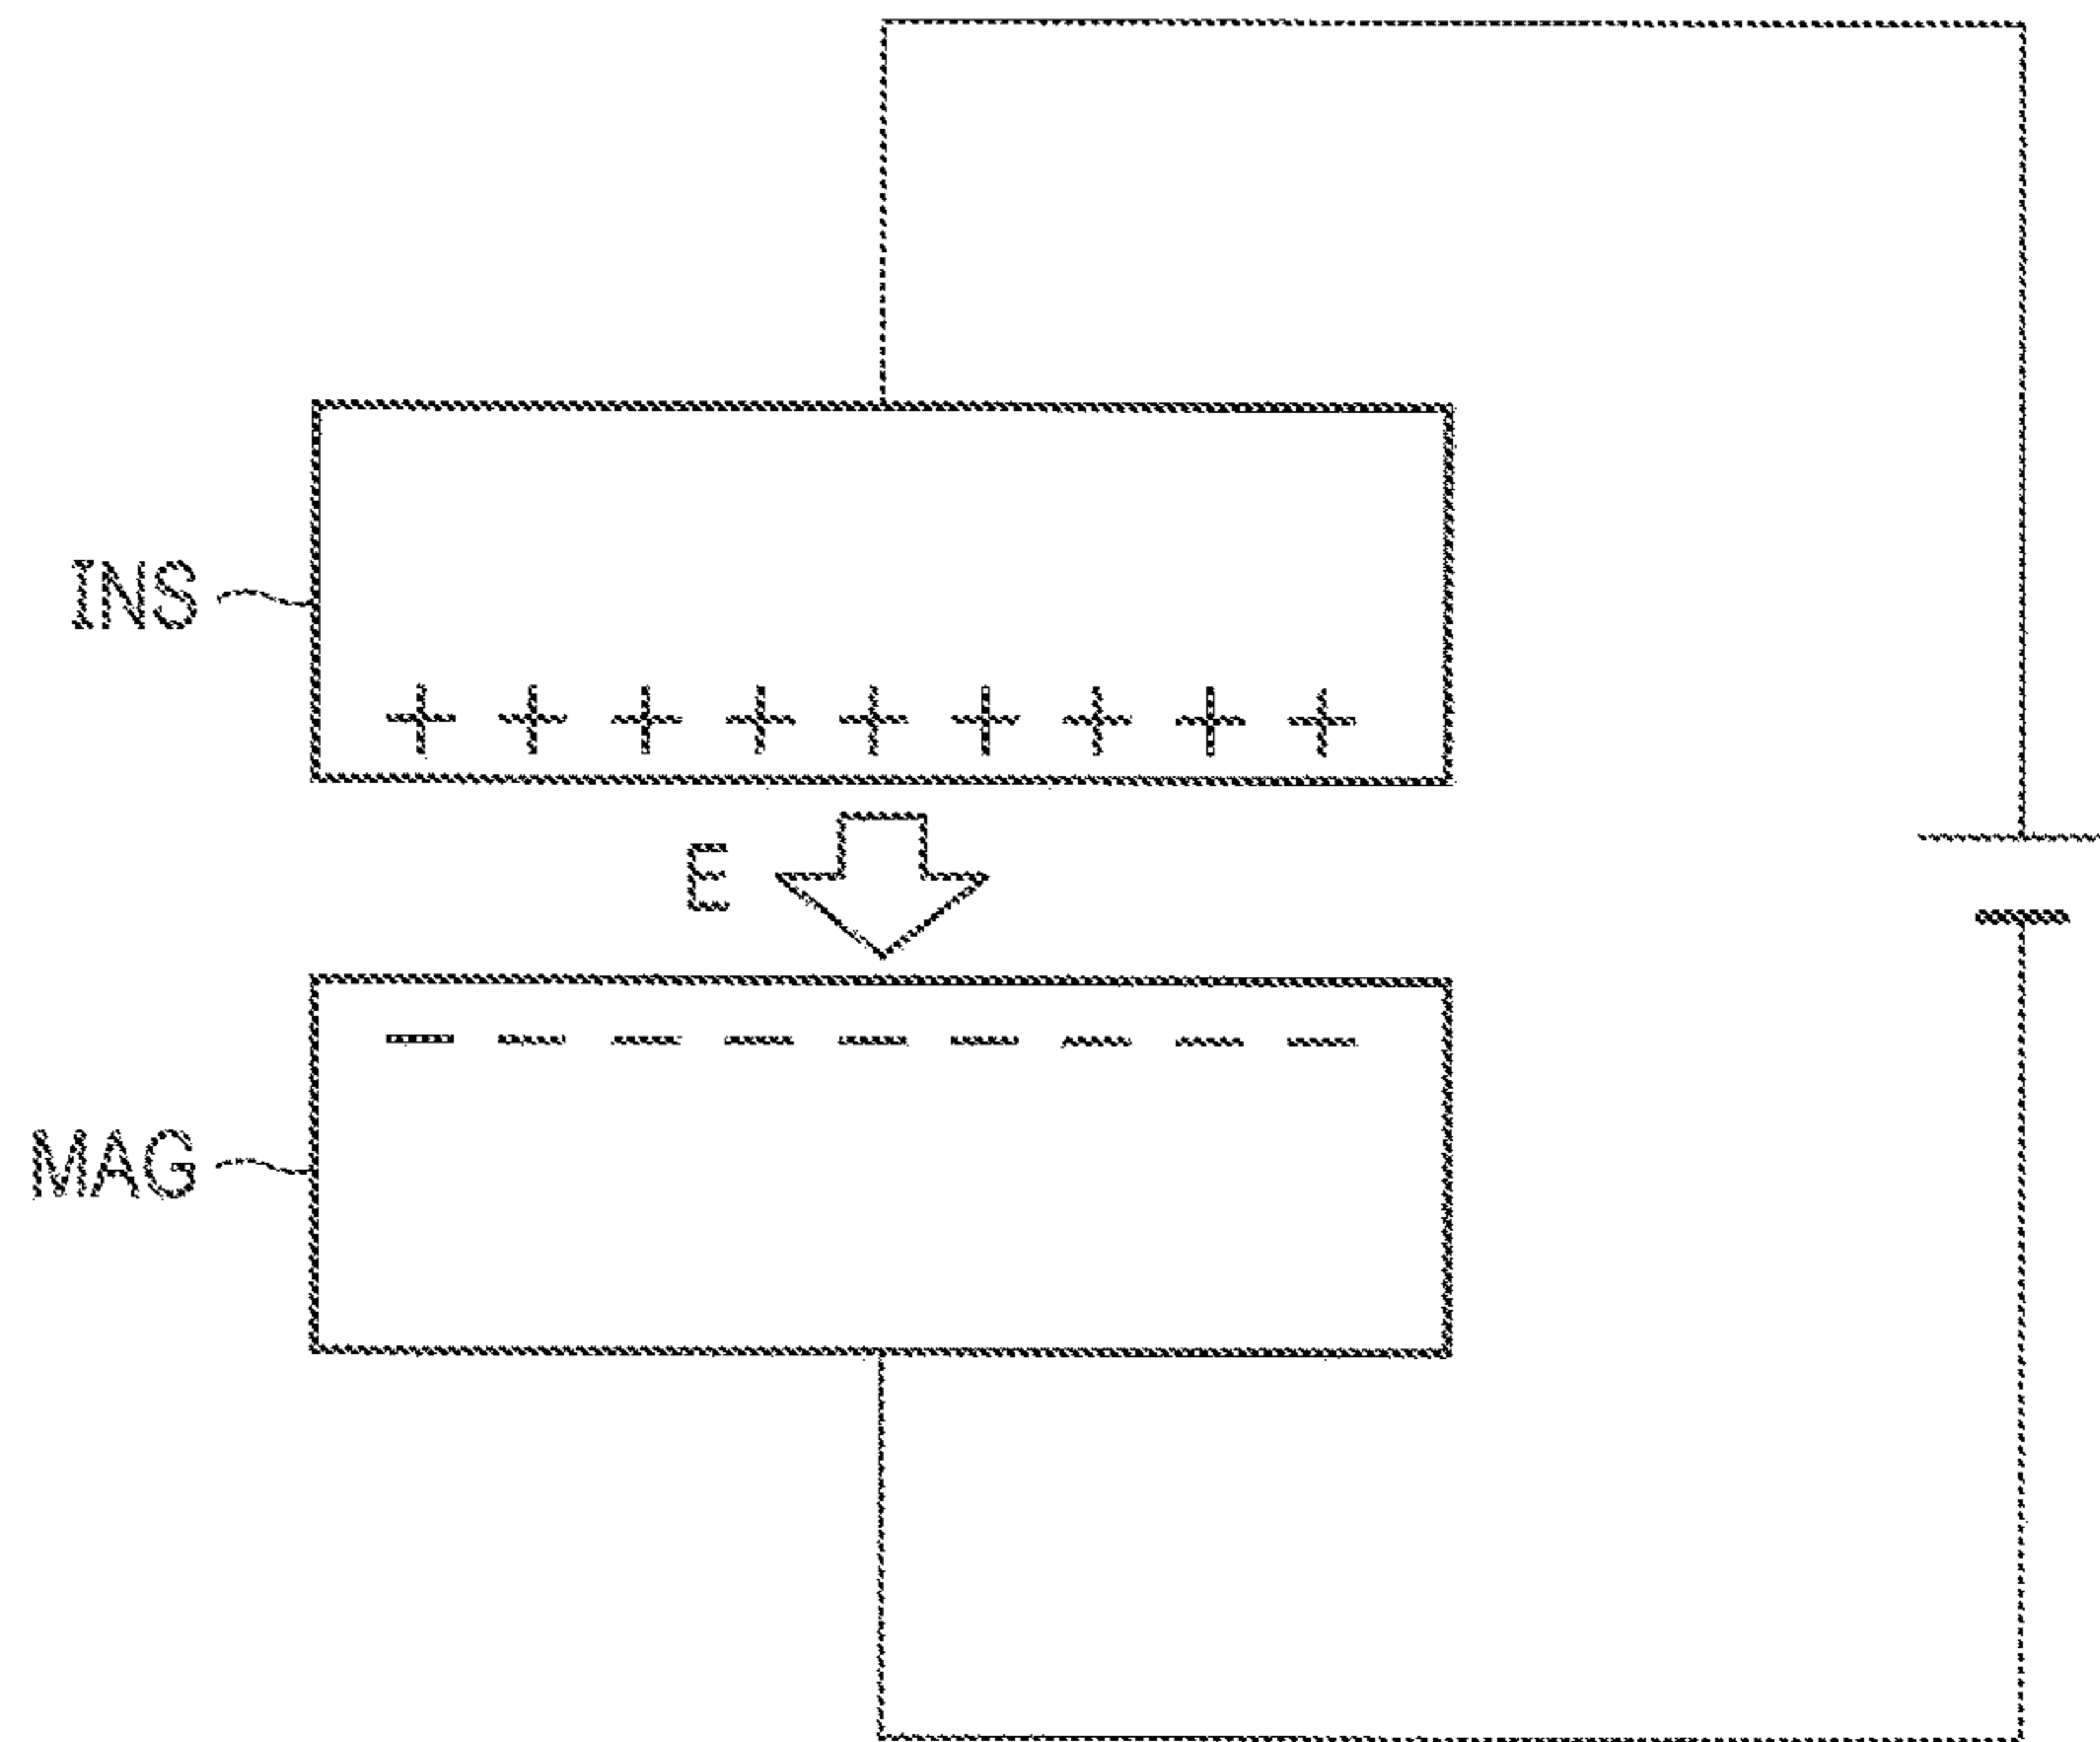 INS
+ + + + + + + + +
E
− − − − − − − − −
MAG